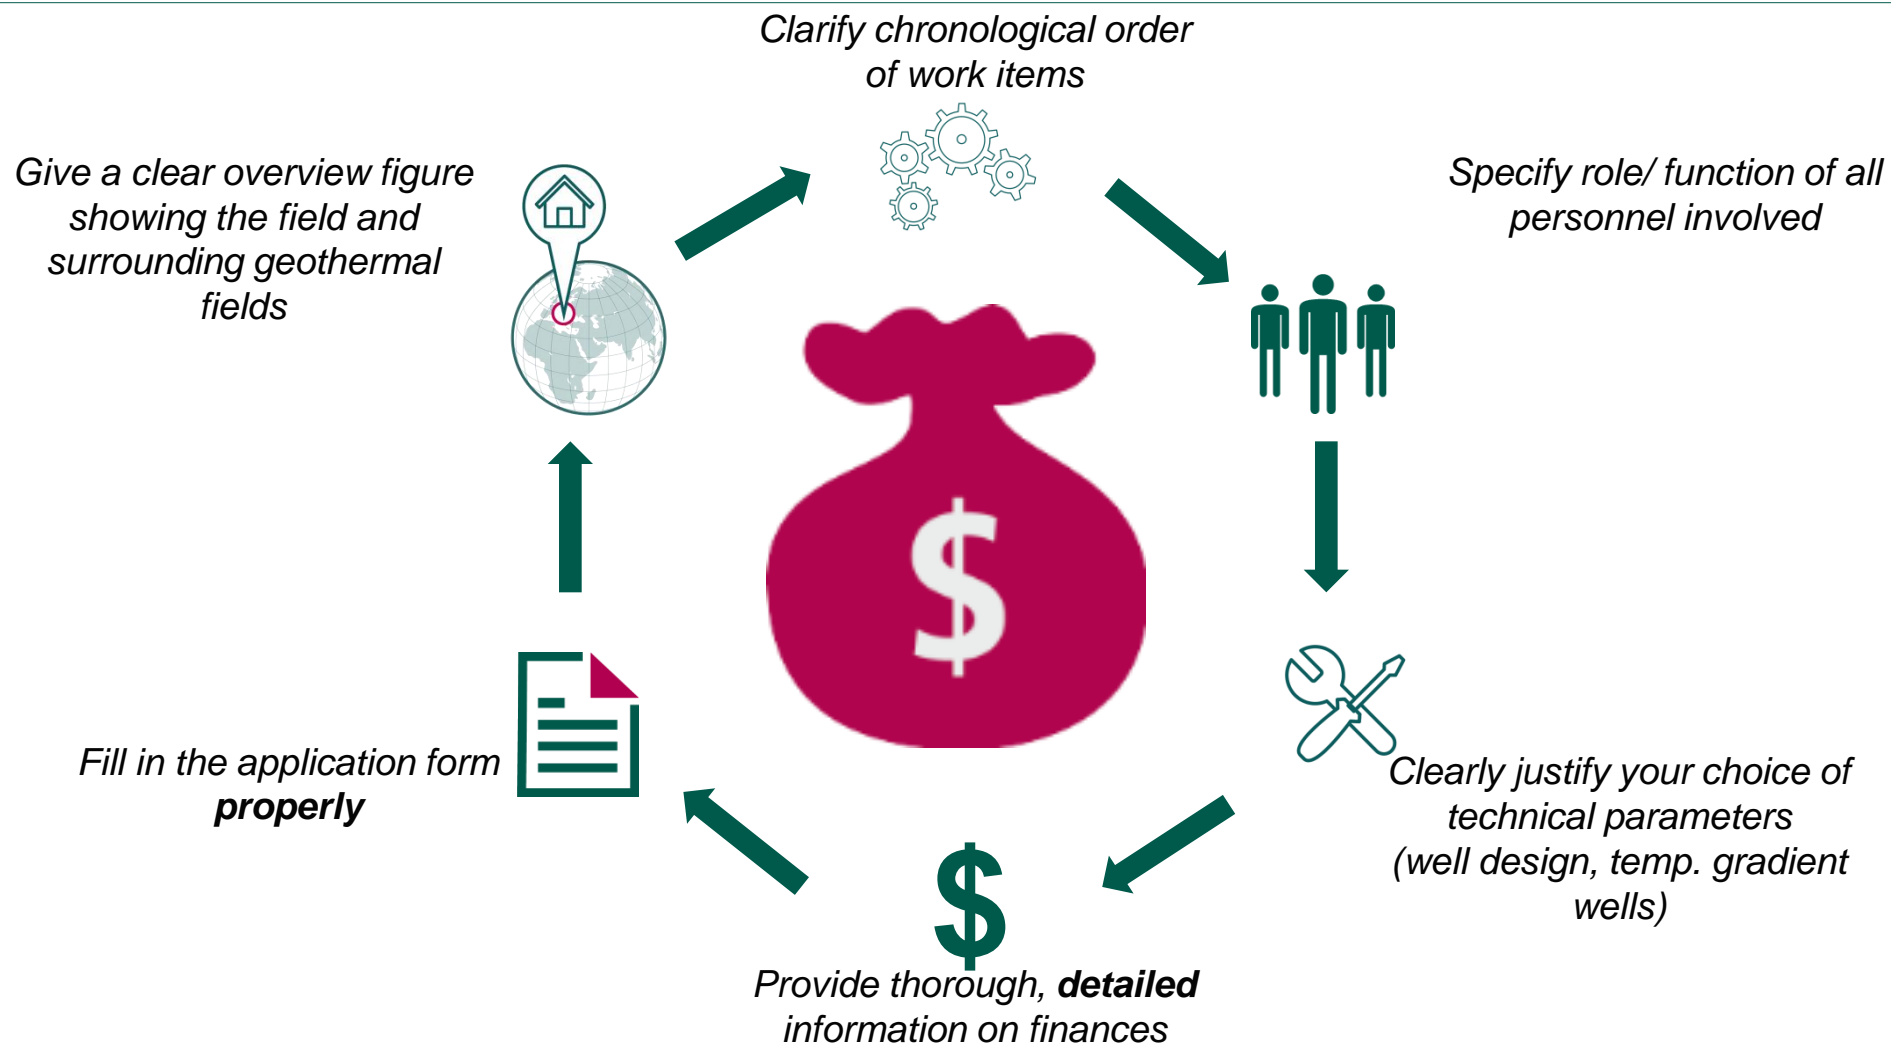 Clarify chronological order
of work items
Give a clear overview figure
showing the field and
surrounding geothermal
fields
Specify role/ function of all
personnel involved
$
Fill in the application form
properly
Clearly justify your choice of
technical parameters
(well design, temp. gradient
wells)
$
Provide thorough, detailed
information on finances